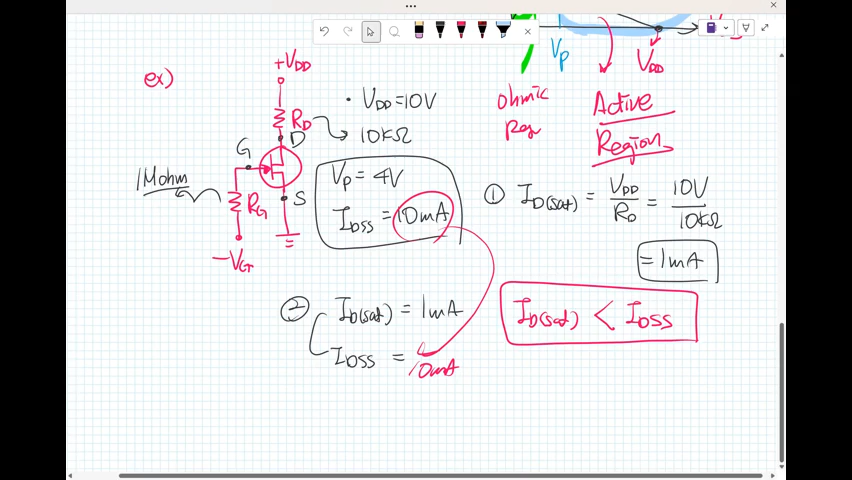 ex)
+VDD
RD
D
G
S
1Mohm
RG
-VG
• VDD=10V
10KΩ
VP= 4V
IDSS = 10mA
VP
VDD
ohmic
Active
Region
① ID(sat) = VDD/RD = 10V/10KΩ
= 1mA
② ID(sat) = 1mA
IDSS = 10mA
ID(sat) < IDSS